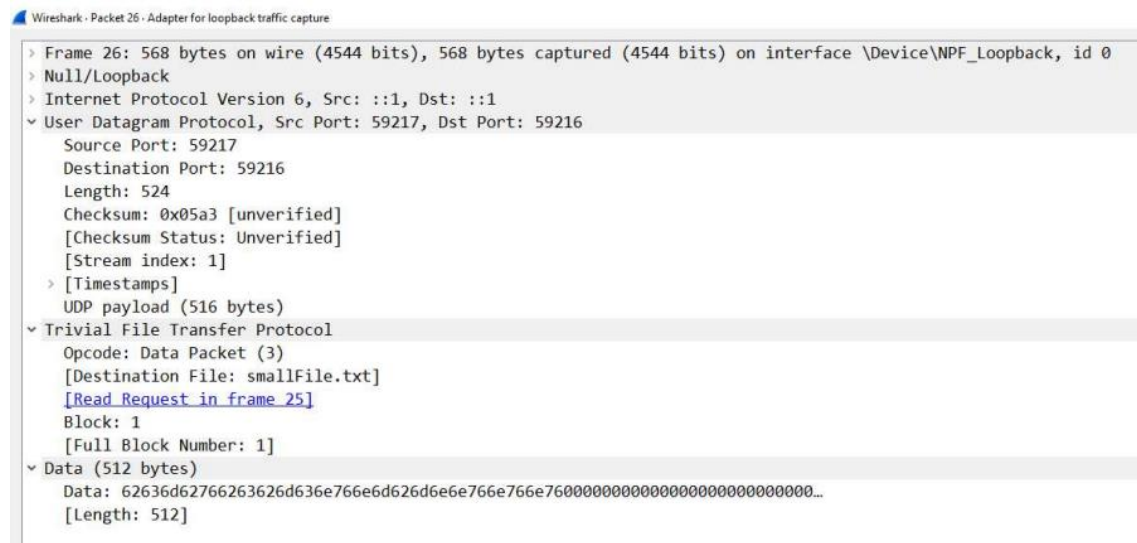 Wireshark · Packet 26 · Adapter for loopback traffic capture
> Frame 26: 568 bytes on wire (4544 bits), 568 bytes captured (4544 bits) on interface \Device\NPF_Loopback, id 0
> Null/Loopback
> Internet Protocol Version 6, Src: ::1, Dst: ::1
User Datagram Protocol, Src Port: 59217, Dst Port: 59216
Source Port: 59217
Destination Port: 59216
Length: 524
Checksum: 0x05a3 [unverified]
[Checksum Status: Unverified]
[Stream index: 1]
> [Timestamps]
UDP payload (516 bytes)
Trivial File Transfer Protocol
Opcode: Data Packet (3)
[Destination File: smallFile.txt]
[Read Request in frame 25]
Block: 1
[Full Block Number: 1]
Data (512 bytes)
Data: 62636d62766263626d636e766e6d626d6e6e766e766e760000000000000000000000000000…
[Length: 512]